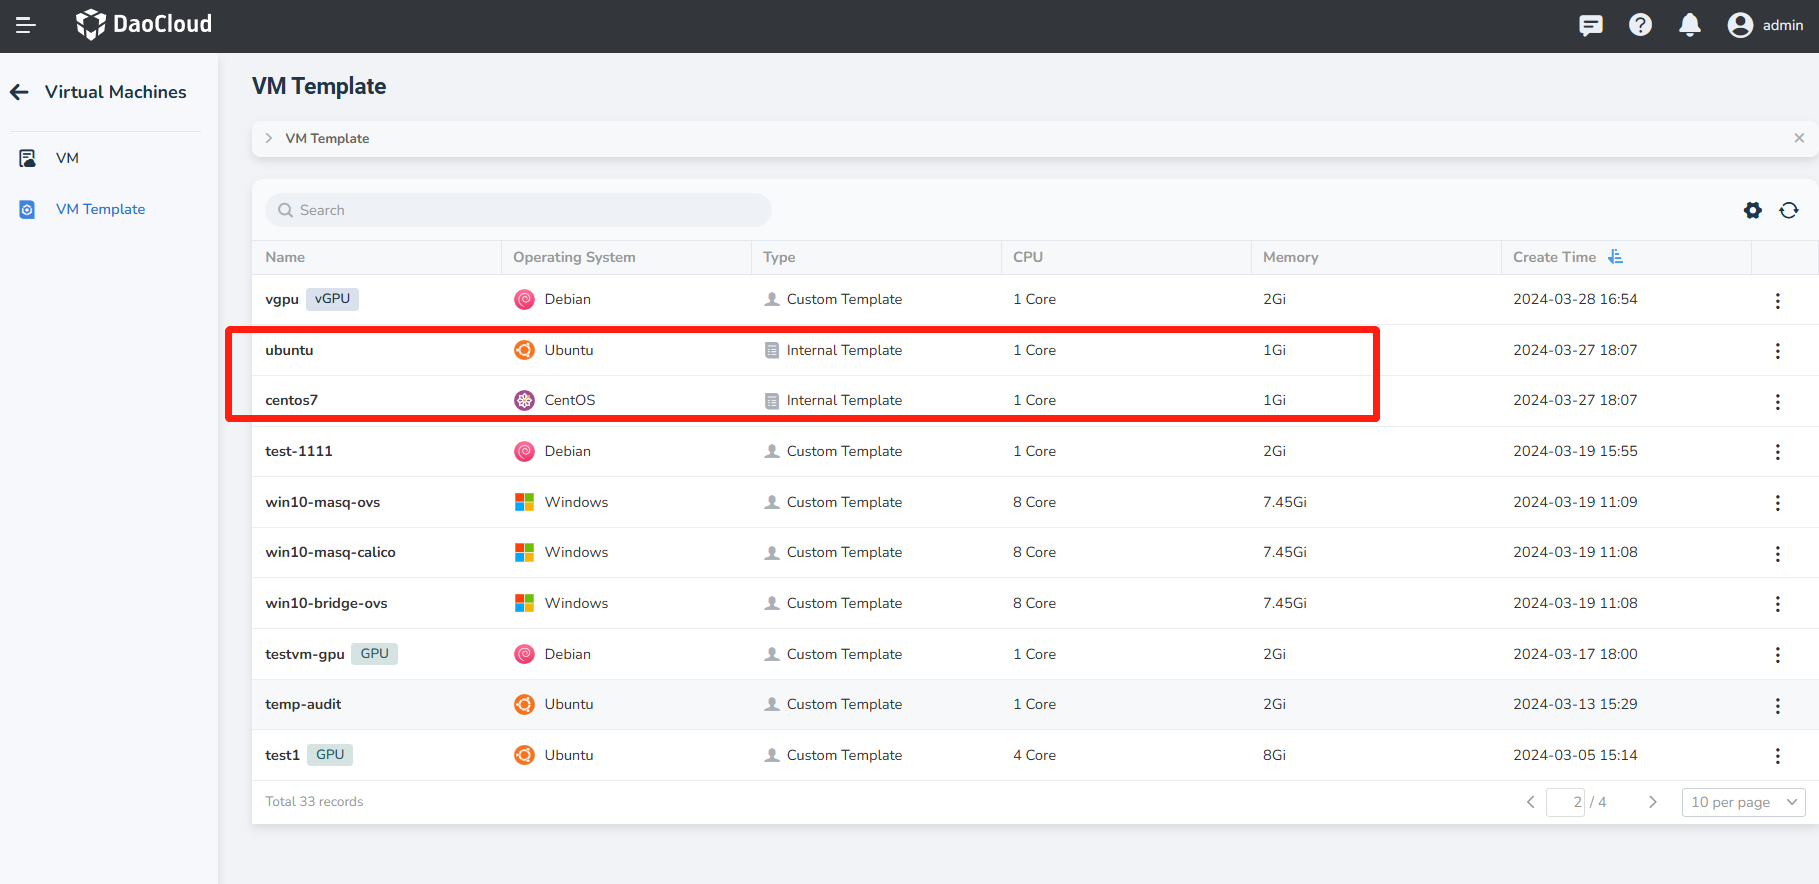 DaoCloud
admin
Virtual Machines
VM
VM Template
VM Template
VM Template
Search
Name Operating System Type CPU Memory Create Time
vgpu vGPU Debian Custom Template 1 Core 2Gi 2024-03-28 16:54
ubuntu Ubuntu Internal Template 1 Core 1Gi 2024-03-27 18:07
centos7 CentOS Internal Template 1 Core 1Gi 2024-03-27 18:07
test-1111 Debian Custom Template 1 Core 2Gi 2024-03-19 15:55
win10-masq-ovs Windows Custom Template 8 Core 7.45Gi 2024-03-19 11:09
win10-masq-calico Windows Custom Template 8 Core 7.45Gi 2024-03-19 11:08
win10-bridge-ovs Windows Custom Template 8 Core 7.45Gi 2024-03-19 11:08
testvm-gpu GPU Debian Custom Template 1 Core 2Gi 2024-03-17 18:00
temp-audit Ubuntu Custom Template 1 Core 2Gi 2024-03-13 15:29
test1 GPU Ubuntu Custom Template 4 Core 8Gi 2024-03-05 15:14
Total 33 records 2 / 4 10 per page